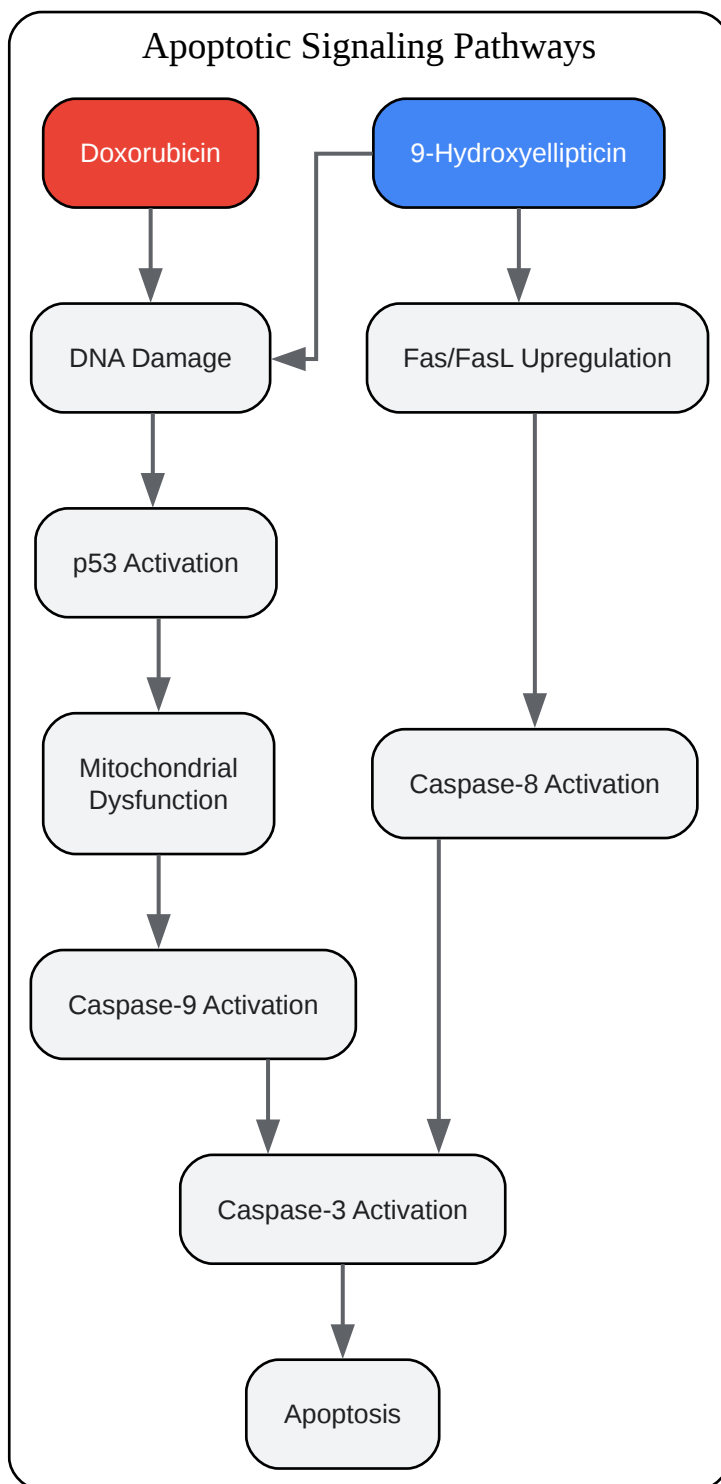 Apoptotic Signaling Pathways
Doxorubicin
9-Hydroxyellipticin
DNA Damage
Fas/FasL Upregulation
p53 Activation
Mitochondrial
Dysfunction
Caspase-8 Activation
Caspase-9 Activation
Caspase-3 Activation
Apoptosis